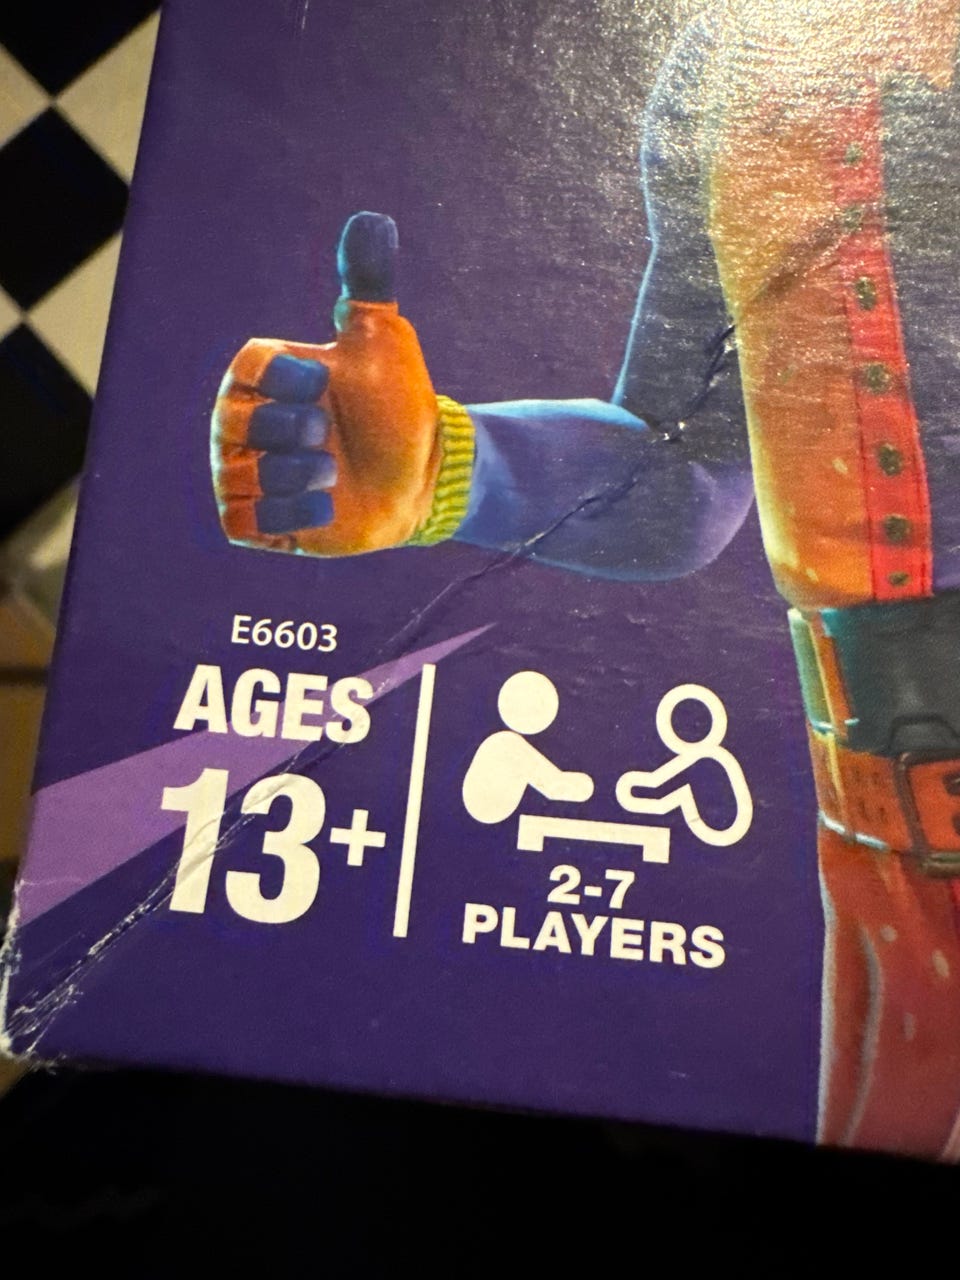 E6603
AGES
13+
2-7
PLAYERS